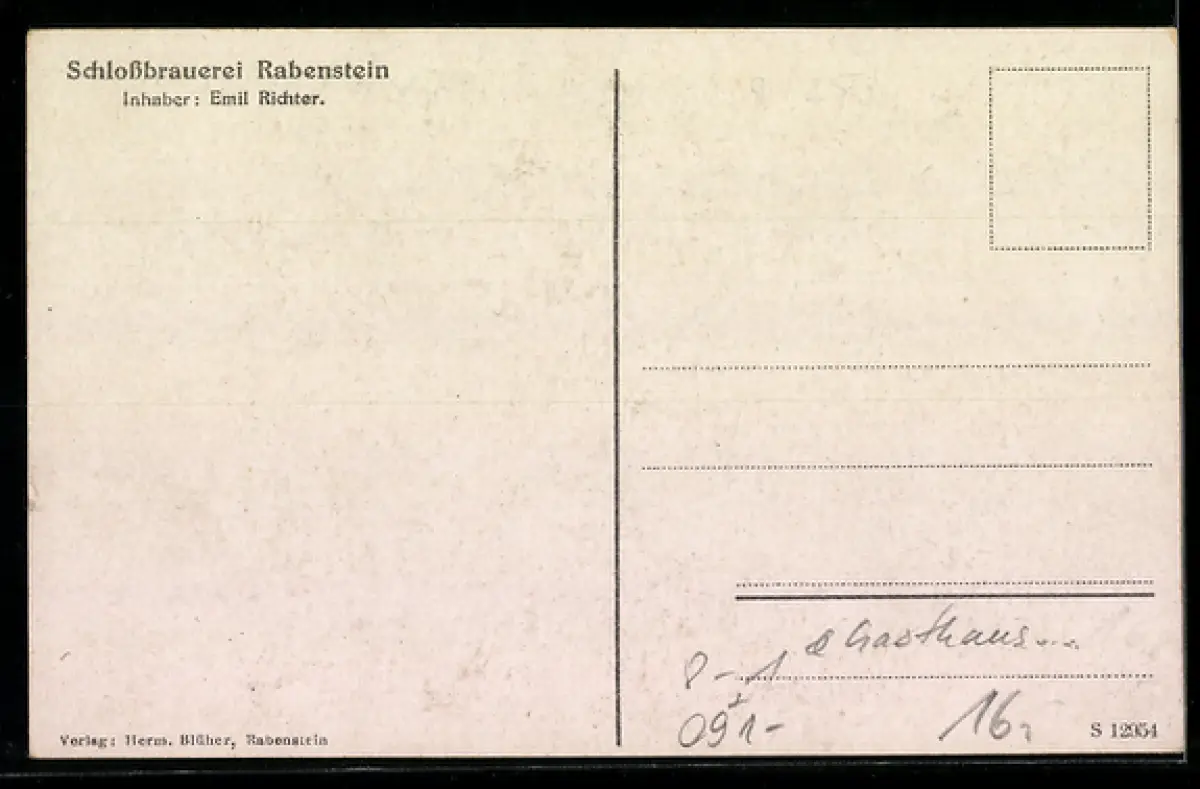 Schloßbrauerei Rabenstein
Inhaber: Emil Richter.
Gasthaus...
8-1
091-
16,
Verlag: Herm. Blüher, Rabenstein
S 12054